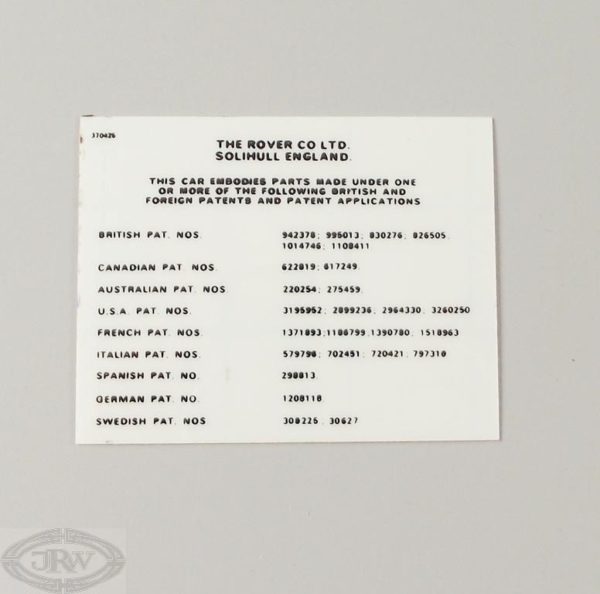 370426
THE ROVER CO LTD.
SOLIHULL ENGLAND.
THIS CAR EMBODIES PARTS MADE UNDER ONE
OR MORE OF THE FOLLOWING BRITISH AND
FOREIGN PATENTS AND PATENT APPLICATIONS
BRITISH PAT. NOS. 942378; 995013; 830276; 826505.
1014746; 1108411
CANADIAN PAT. NOS. 622819; 617249.
AUSTRALIAN PAT. NOS. 220254; 275459.
U.S.A. PAT. NOS. 3195952; 2899236, 2964330, 3260250
FRENCH PAT. NOS. 1371893;1186799.1390780, 1518963
ITALIAN PAT. NOS. 579796; 702451; 720421; 797310
SPANISH PAT. NO. 298813.
GERMAN PAT. NO. 1208118
SWEDISH PAT. NOS 308226, 30627
JRW